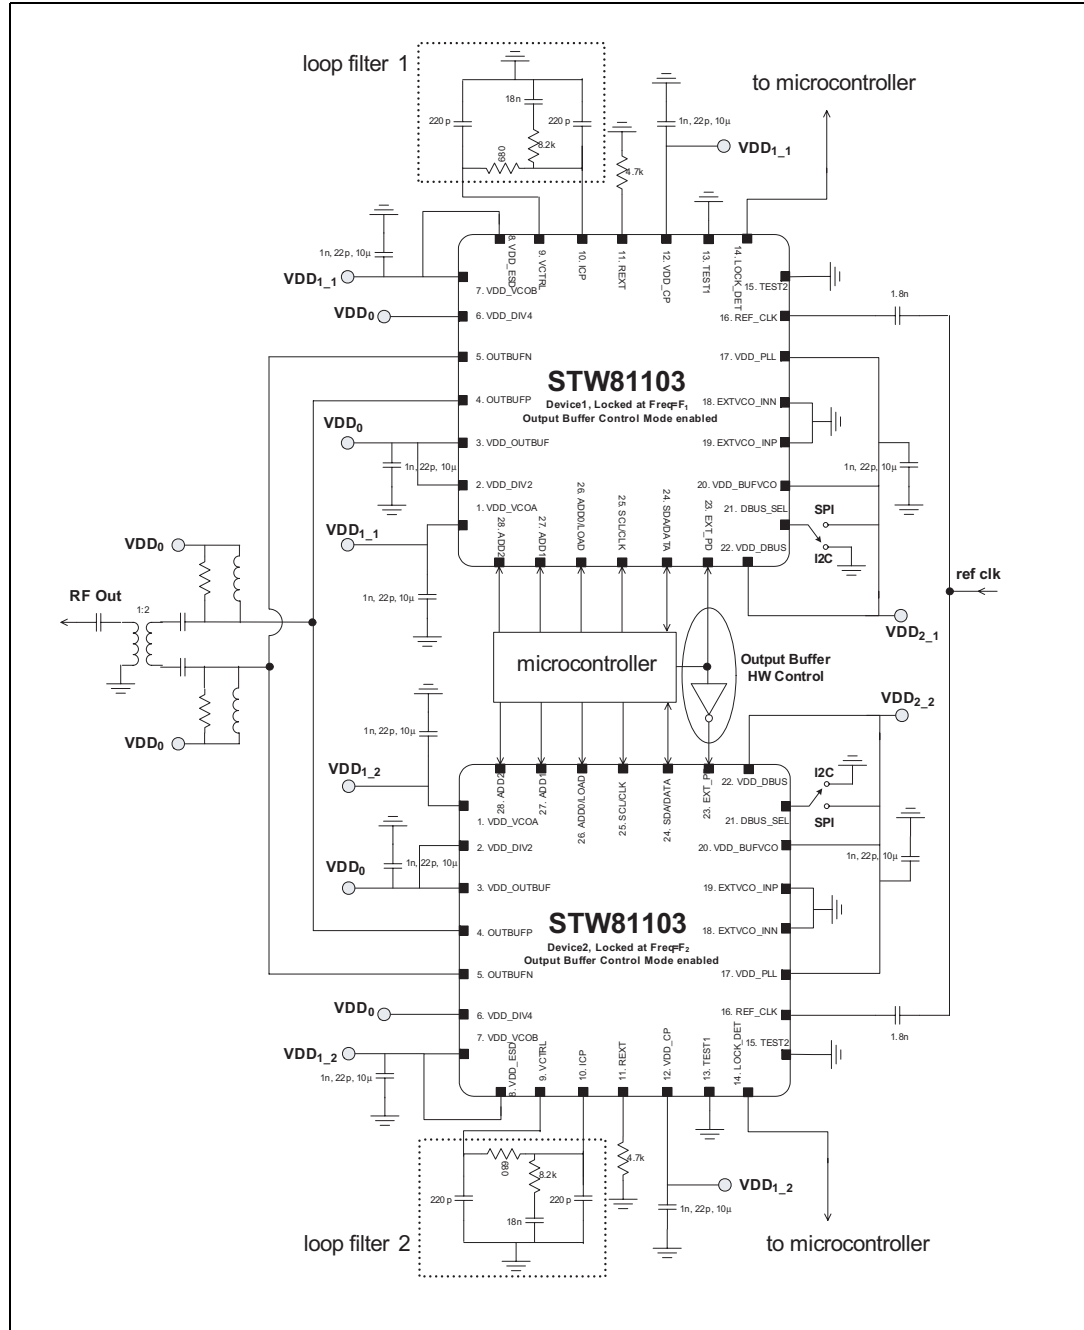 loop filter 1
18n
220 p
220 p
8.2k
680
to microcontroller
1n, 22p, 10µ
VDD1_1
4.7k
1n, 22p, 10µ
VDD1_1
8. VDD_ESD
9. VCTRL
10. ICP
11. REXT
12. VDD_CP
13. TEST1
14. LOCK_DET
15. TEST2
7. VDD_VCOB
VDD0
6. VDD_DIV4
16. REF_CLK
1.8n
5. OUTBUFN
17. VDD_PLL
STW81103
Device1, Locked at Freq=F1
Output Buffer Control Mode enabled
4. OUTBUFP
18. EXTVCO_INN
VDD0
3. VDD_OUTBUF
19. EXTVCO_INP
1n, 22p, 10µ
1n, 22p, 10µ
2. VDD_DIV2
20. VDD_BUFVCO
1. VDD_VCOA
21. DBUS_SEL
SPI
I2C
VDD1_1
28. ADD2
27. ADD1
26. ADD0/LOAD
25. SCL/CLK
24. SDA/DATA
23. EXT_PD
22. VDD_DBUS
VDD0
1n, 22p, 10µ
ref clk
RF Out
1:2
VDD2_1
microcontroller
Output Buffer
HW Control
VDD2_2
VDD0
1n, 22p, 10µ
VDD1_2
28. ADD2
27. ADD1
26. ADD0/LOAD
25. SCL/CLK
24. SDA/DATA
23. EXT_P
22. VDD_DBUS
I2C
SPI
1. VDD_VCOA
21. DBUS_SEL
2. VDD_DIV2
20. VDD_BUFVCO
1n, 22p, 10µ
1n, 22p, 10µ
VDD0
3. VDD_OUTBUF
19. EXTVCO_INP
STW81103
Device2, Locked at Freq=F2
Output Buffer Control Mode enabled
4. OUTBUFP
18. EXTVCO_INN
5. OUTBUFN
17. VDD_PLL
VDD0
6. VDD_DIV4
16. REF_CLK
1.8n
7. VDD_VCOB
15. TEST2
VDD1_2
1n, 22p, 10µ
8. VDD_ESD
9. VCTRL
10. ICP
11. REXT
12. VDD_CP
13. TEST1
14. LOCK_DET
680
8.2k
4.7k
220 p
220 p
18n
VDD1_2
1n, 22p, 10µ
loop filter 2
to microcontroller